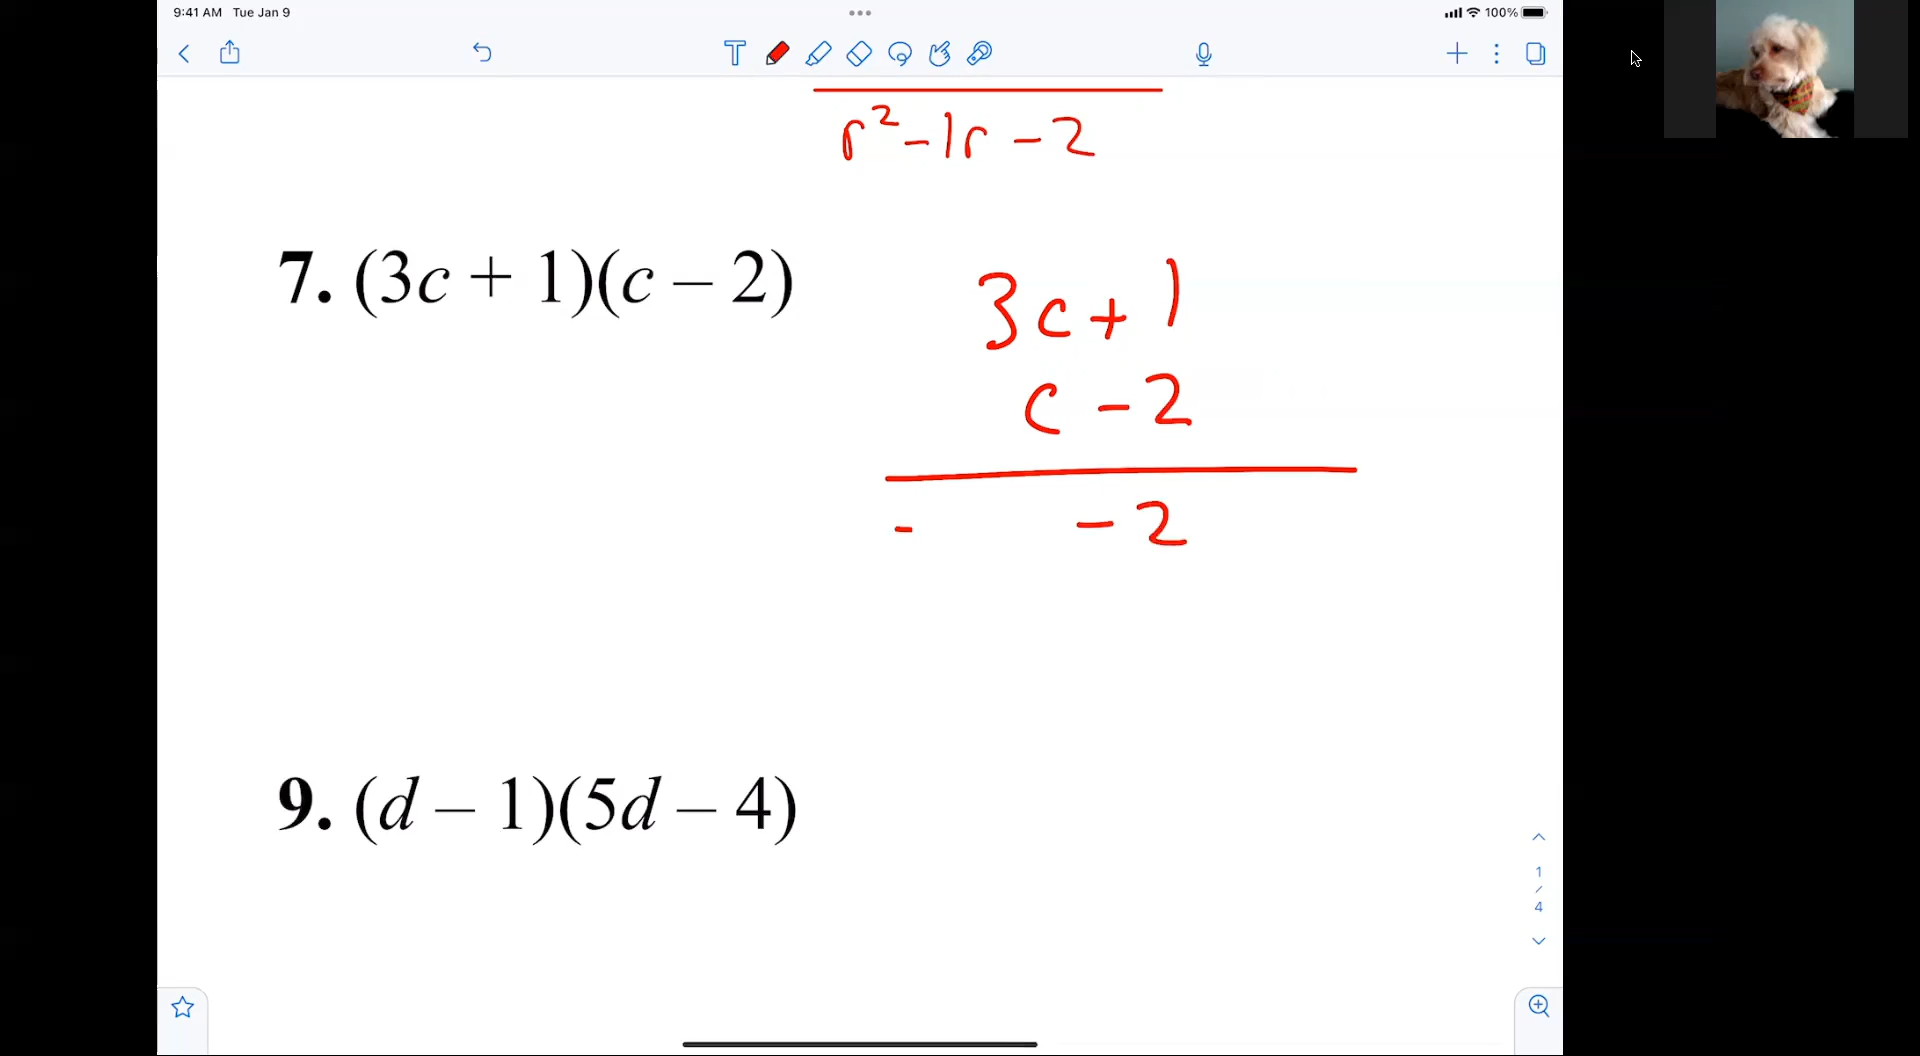 9:41 AM Tue Jan 9
100%
r² - 1r - 2
7. (3c + 1)(c – 2)
3c + 1
c - 2
- - 2
9. (d – 1)(5d – 4)
1
/
4